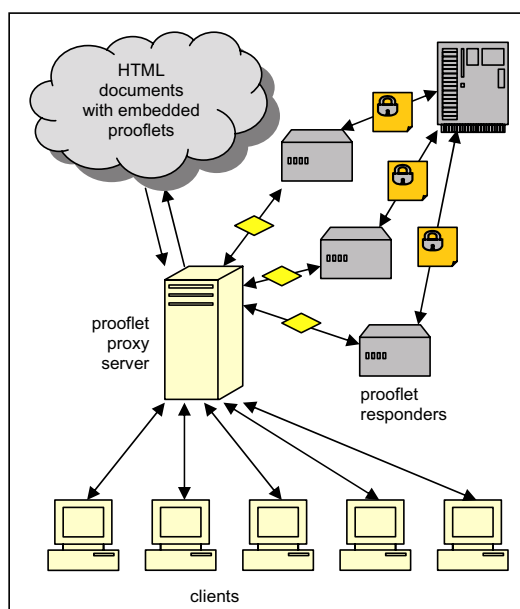 HTML
documents
with embedded
prooflets
prooflet
proxy
server
prooflet
responders
clients